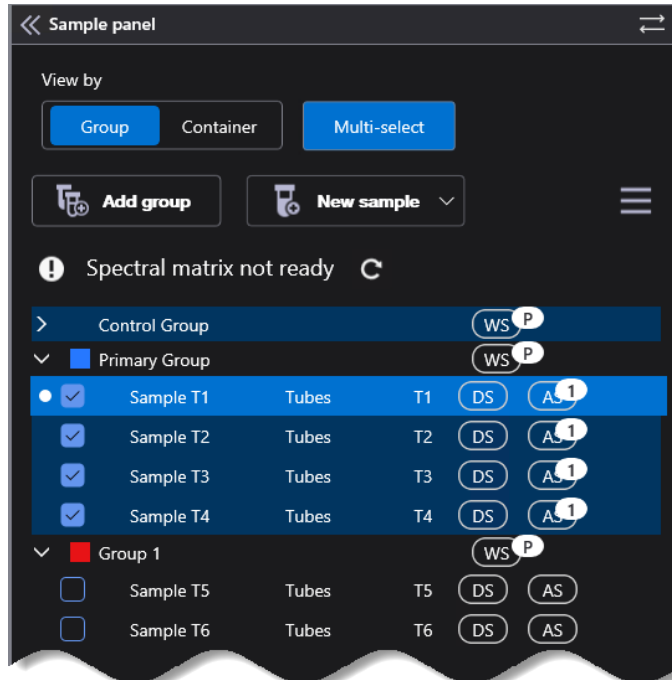 Sample panel
View by
Group Container Multi-select
Add group New sample
Spectral matrix not ready
Control Group WS P
Primary Group WS P
Sample T1 Tubes T1 DS AS 1
Sample T2 Tubes T2 DS AS 1
Sample T3 Tubes T3 DS AS 1
Sample T4 Tubes T4 DS AS 1
Group 1 WS P
Sample T5 Tubes T5 DS AS
Sample T6 Tubes T6 DS AS